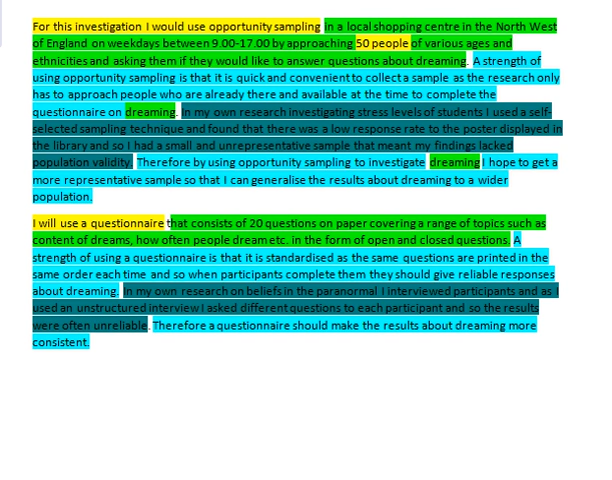 For this investigation I would use opportunity sampling in a local shopping centre in the North West
of England on weekdays between 9.00-17.00 by approaching 50 people of various ages and
ethnicities and asking them if they would like to answer questions about dreaming. A strength of
using opportunity sampling is that it is quick and convenient to collect a sample as the research only
has to approach people who are already there and available at the time to complete the
questionnaire on dreaming. In my own research investigating stress levels of students I used a self-
selected sampling technique and found that there was a low response rate to the poster displayed in
the library and so I had a small and unrepresentative sample that meant my findings lacked
population validity. Therefore by using opportunity sampling to investigate dreaming I hope to get a
more representative sample so that I can generalise the results about dreaming to a wider
population.
I will use a questionnaire that consists of 20 questions on paper covering a range of topics such as
content of dreams, how often people dream etc. in the form of open and closed questions. A
strength of using a questionnaire is that it is standardised as the same questions are printed in the
same order each time and so when participants complete them they should give reliable responses
about dreaming. In my own research on beliefs in the paranormal I interviewed participants and as I
used an unstructured interview I asked different questions to each participant and so the results
were often unreliable. Therefore a questionnaire should make the results about dreaming more
consistent.